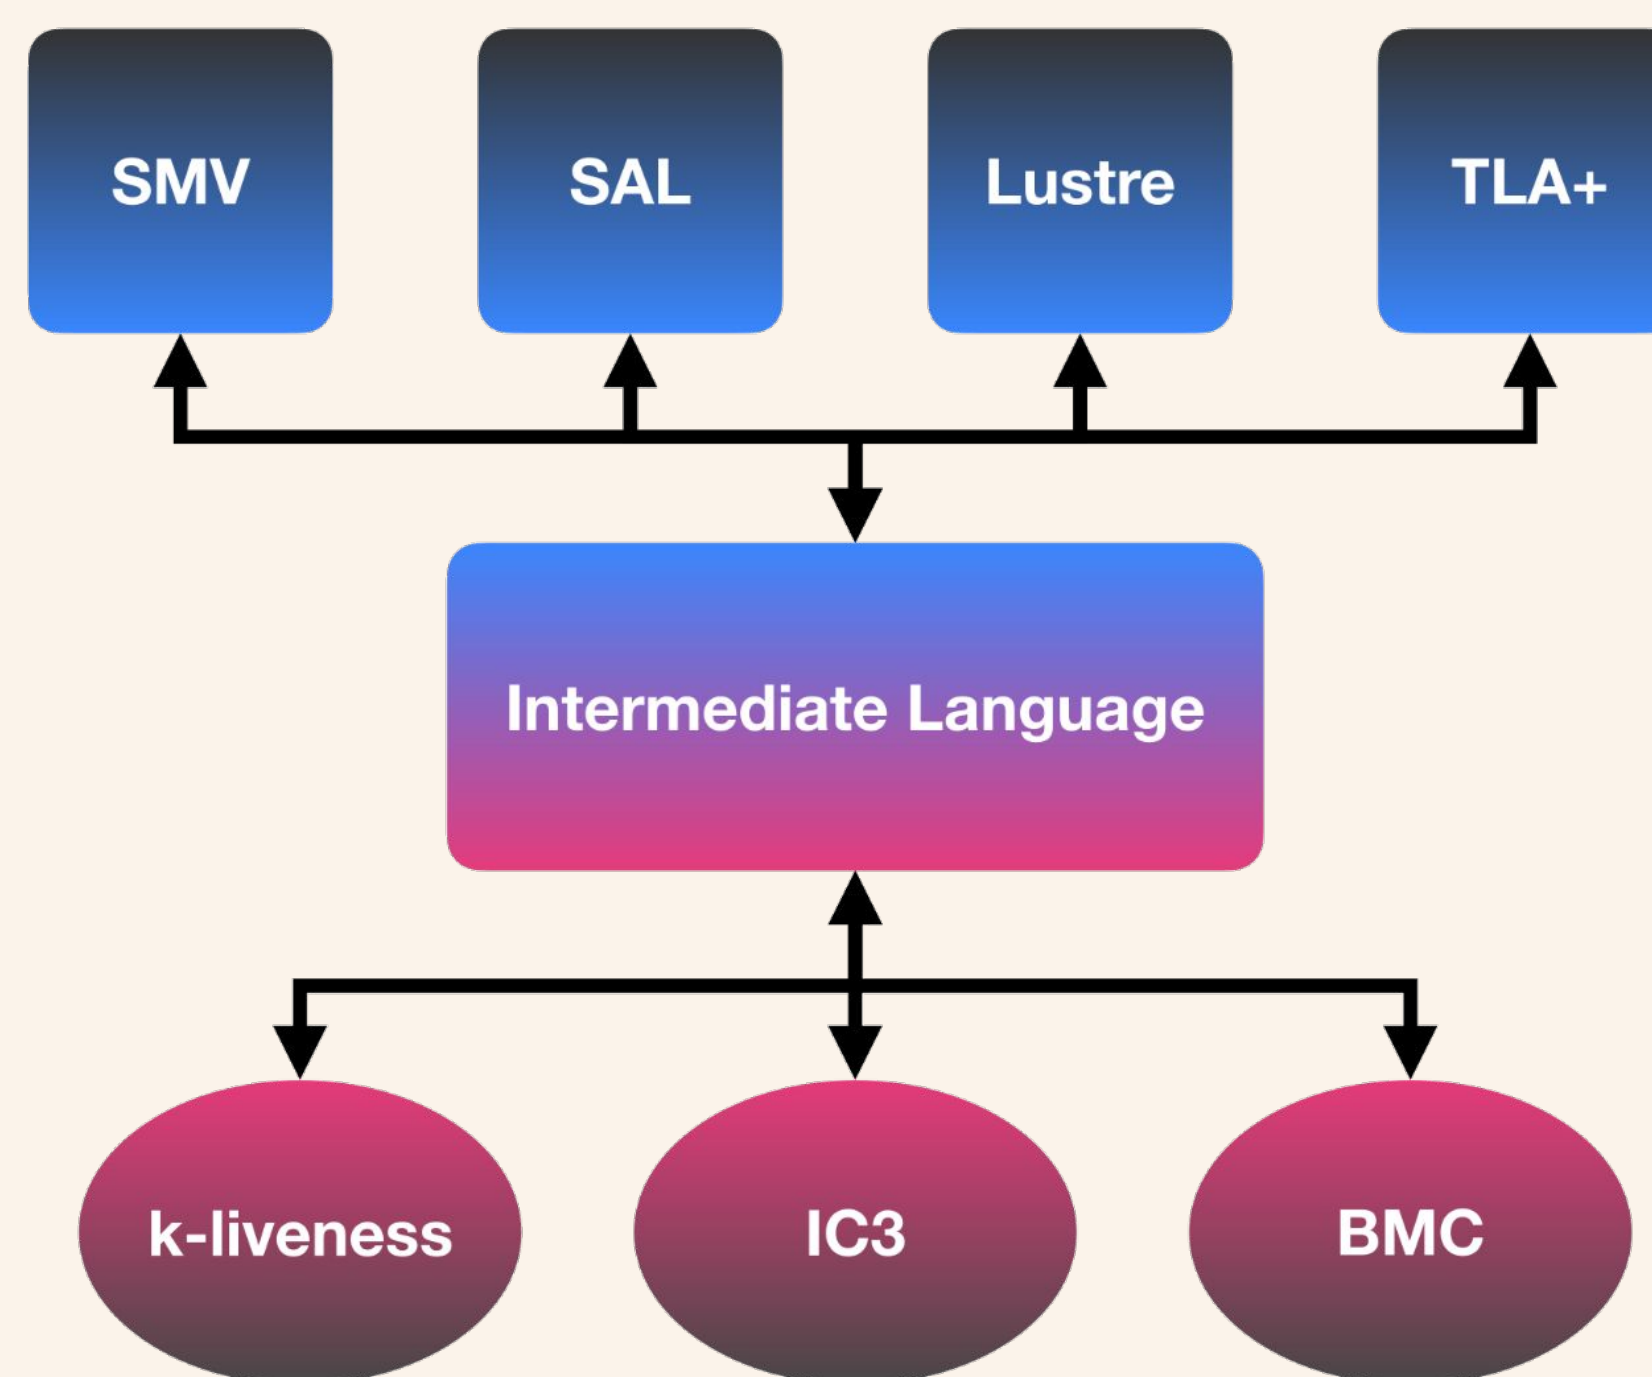 SMV
SAL
Lustre
TLA+
Intermediate Language
k-liveness
IC3
BMC